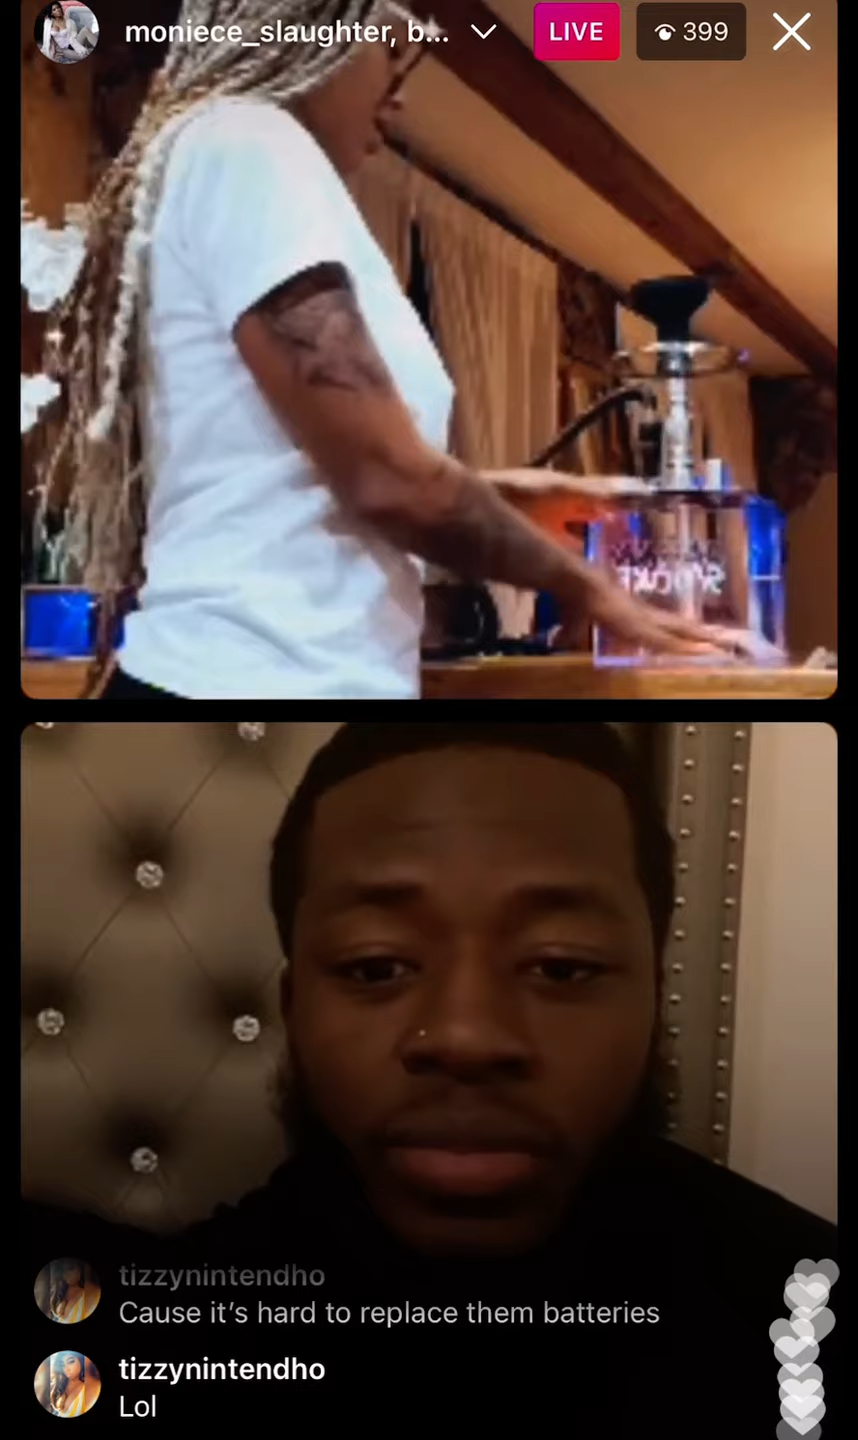 moniece_slaughter, b...
LIVE
399
tizzynintendho
Cause it's hard to replace them batteries
tizzynintendho
Lol